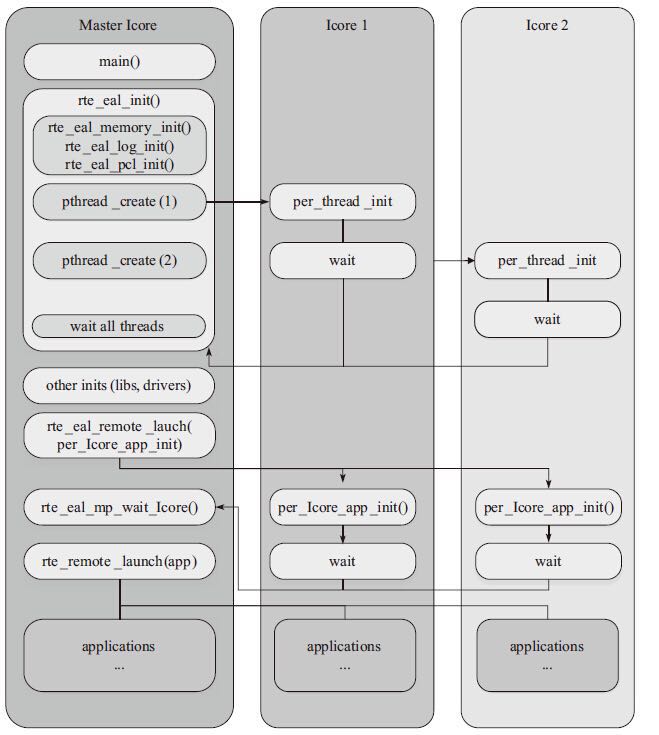 Master Icore
main()
rte_eal_init()
rte_eal_memory_init()
rte_eal_log_init()
rte_eal_pcl_init()
pthread _create (1)
pthread _create (2)
wait all threads
other inits (libs, drivers)
rte_eal_remote _lauch(
per_Icore_app_init)
rte_eal_mp_wait_Icore()
rte _remote _launch(app)
applications
...
Icore 1
per_thread _init
wait
per_Icore_app_init()
wait
applications
...
Icore 2
per_thread _init
wait
per_Icore_app_init()
wait
applications
...